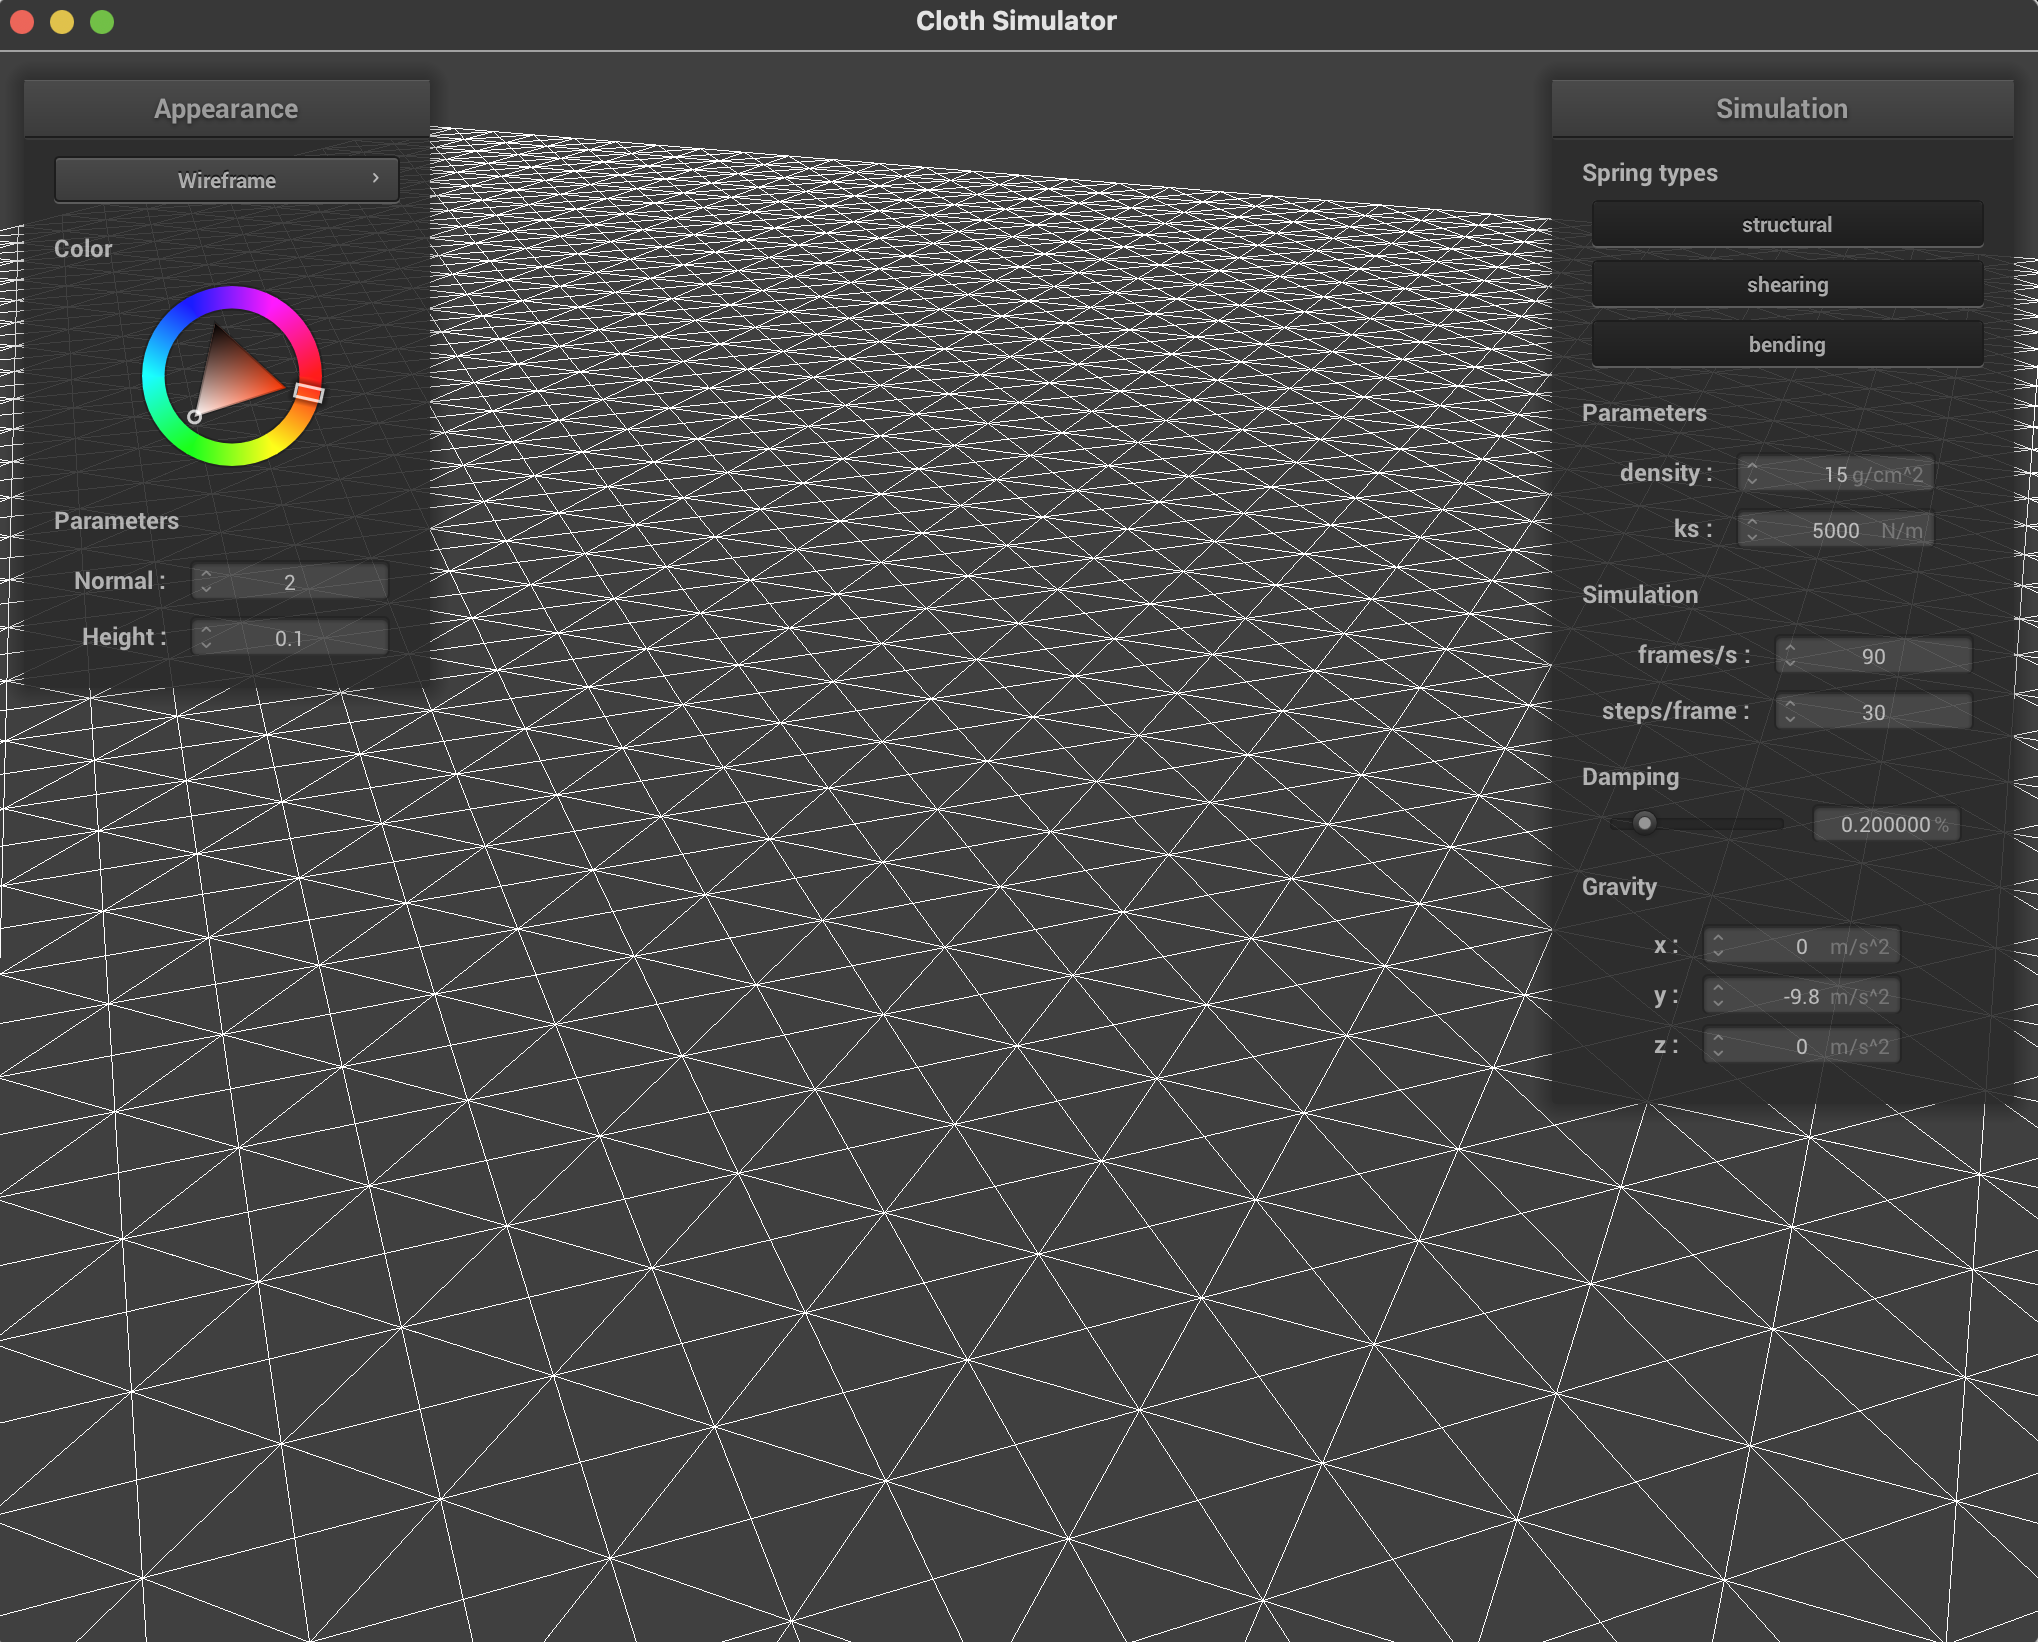 Cloth Simulator
Appearance
Wireframe
Color
Parameters
Normal : 2
Height : 0.1
Simulation
Spring types
structural
shearing
bending
Parameters
density : 15 g/cm^2
ks : 5000 N/m
Simulation
frames/s : 90
steps/frame : 30
Damping
0.200000 %
Gravity
x : 0 m/s^2
y : -9.8 m/s^2
z : 0 m/s^2